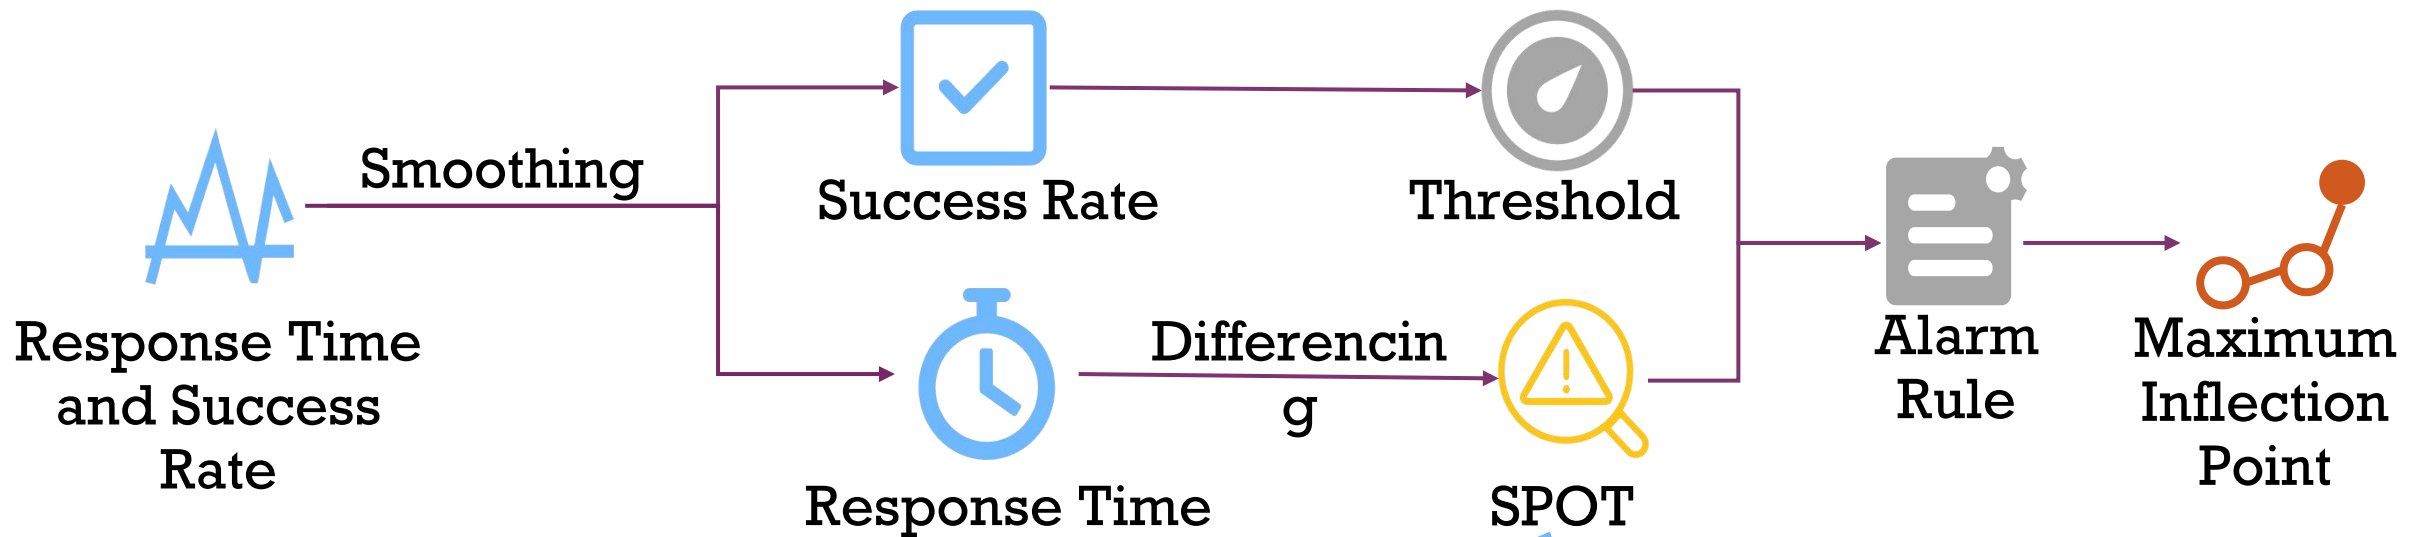 Smoothing
Success Rate
Threshold
Response Time
and Success
Rate
Differencin
g
Alarm
Rule
Maximum
Inflection
Point
Response Time
SPOT